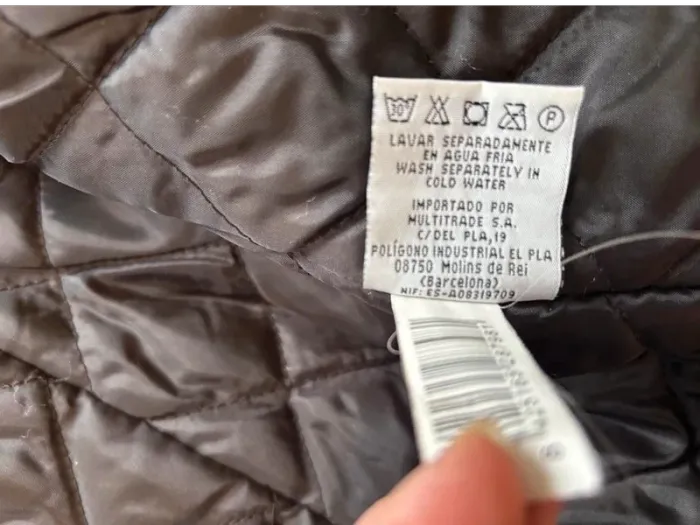 30°
P
LAVAR SEPARADAMENTE
EN AGUA FRIA
WASH SEPARATELY IN
COLD WATER
IMPORTADO POR
MULTITRADE S.A.
C/DEL PLA,19
POLÍGONO INDUSTRIAL EL PLA
08750 Molins de Rei
(Barcelona)
NIF: ES-A08319709